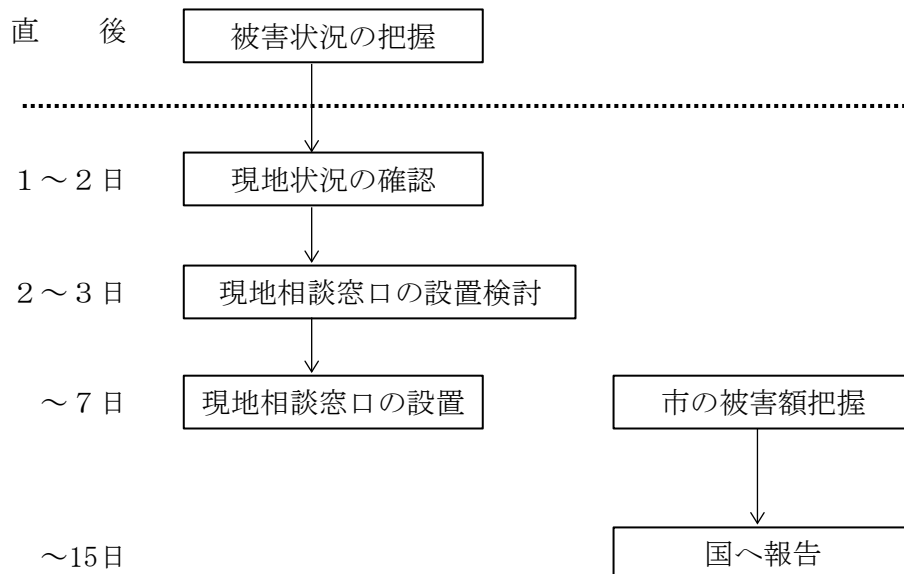 直　　後　被害状況の把握
１～２日　現地状況の確認
２～３日　現地相談窓口の設置検討
～７日　現地相談窓口の設置　市の被害額把握
～15日　国へ報告